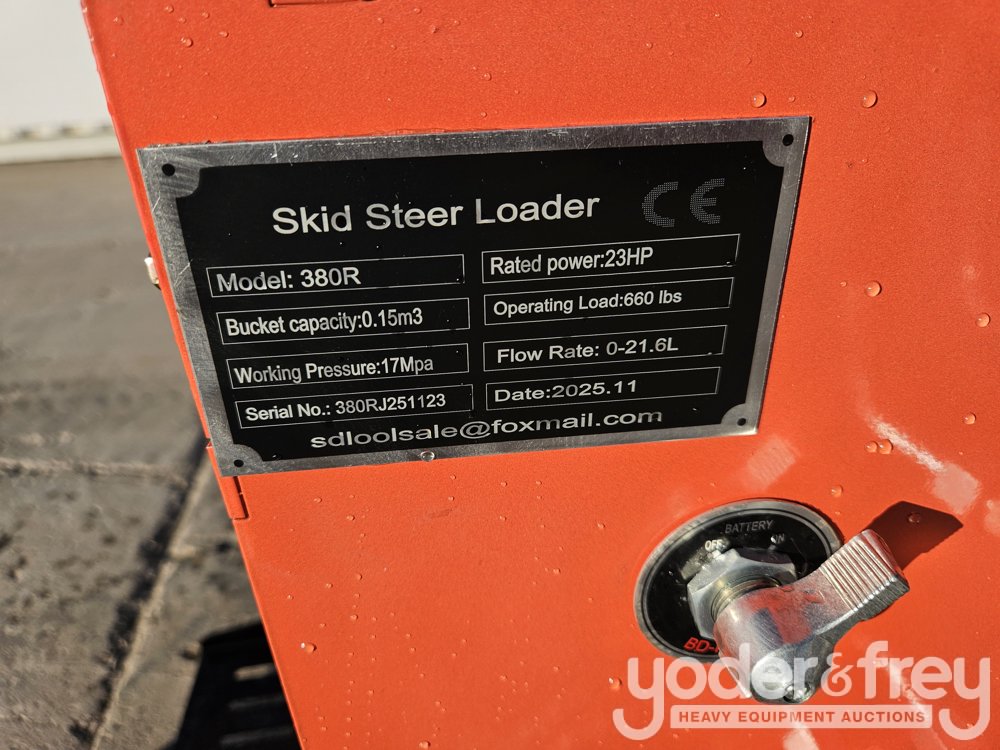 Skid Steer Loader CE
Model: 380R
Rated power:23HP
Bucket capacity:0.15m3
Operating Load:660 lbs
Working Pressure:17Mpa
Flow Rate: 0-21.6L
Serial No.: 380RJ251123
Date:2025.11
sdloolsale@foxmail.com
BATTERY
OFF ON
yoder&frey
HEAVY EQUIPMENT AUCTIONS